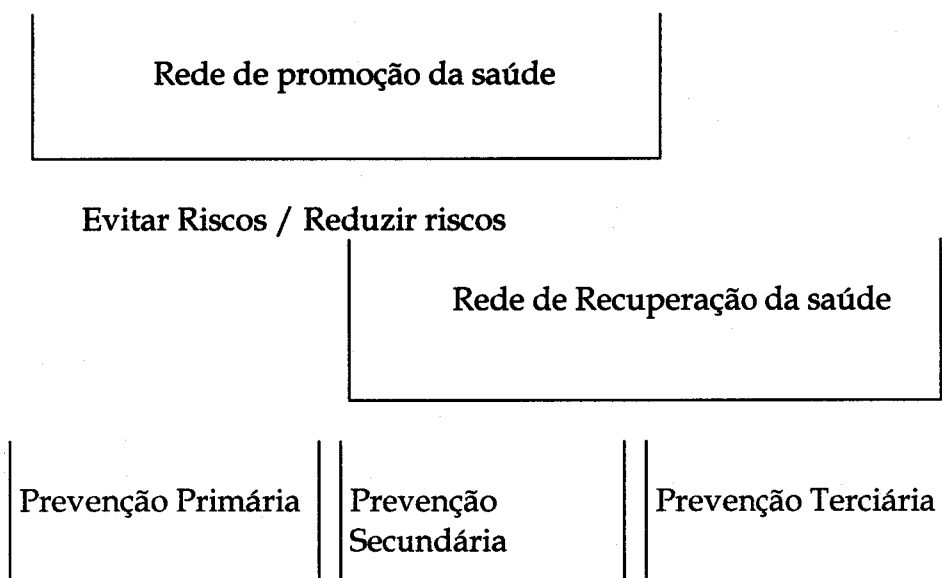 Rede de promoção da saúde
Evitar Riscos / Reduzir riscos
Rede de Recuperação da saúde
Prevenção Primária
Prevenção
Secundária
Prevenção Terciária